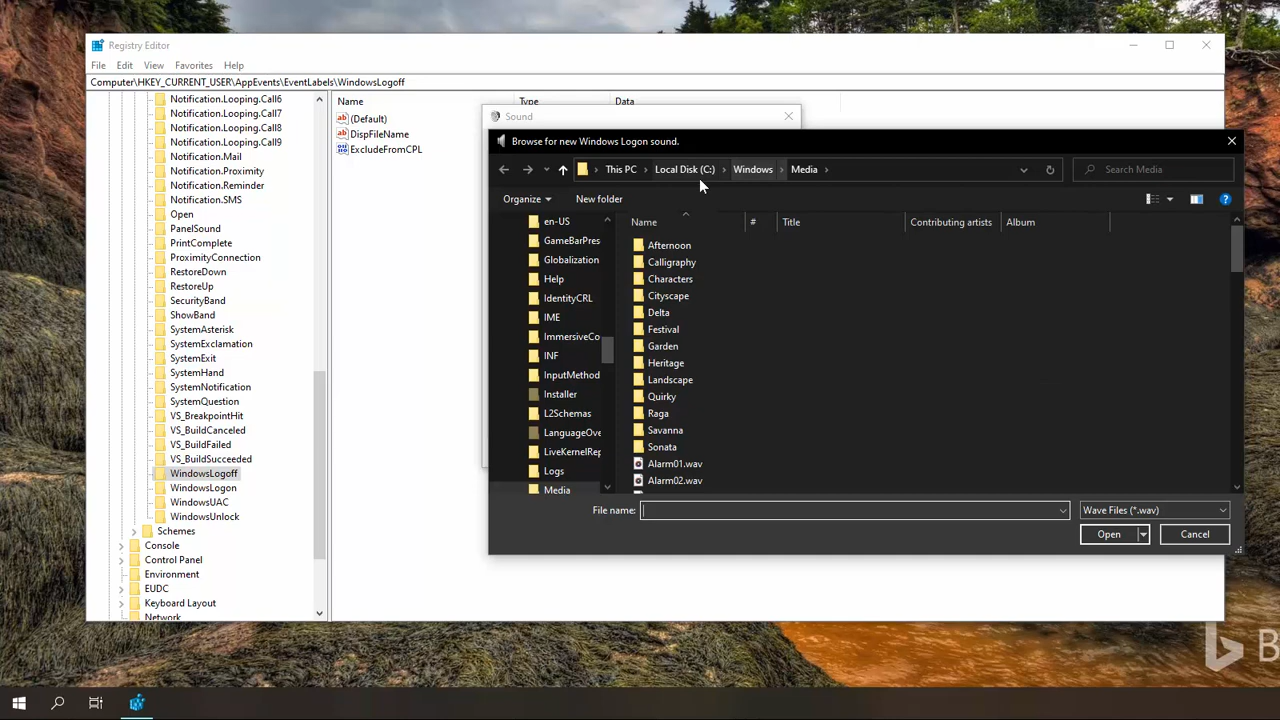 Registry Editor
File Edit View Favorites Help
Computer\HKEY_CURRENT_USER\AppEvents\EventLabels\WindowsLogoff
Notification.Looping.Call6
Notification.Looping.Call7
Notification.Looping.Call8
Notification.Looping.Call9
Notification.Mail
Notification.Proximity
Notification.Reminder
Notification.SMS
Open
PanelSound
PrintComplete
ProximityConnection
RestoreDown
RestoreUp
SecurityBand
ShowBand
SystemAsterisk
SystemExclamation
SystemExit
SystemHand
SystemNotification
SystemQuestion
VS_BreakpointHit
VS_BuildCanceled
VS_BuildFailed
VS_BuildSucceeded
WindowsLogoff
WindowsLogon
WindowsUAC
WindowsUnlock
Schemes
Console
Control Panel
Environment
EUDC
Keyboard Layout
Network
Name Type Data
(Default)
DispFileName
ExcludeFromCPL
Sound
Browse for new Windows Logon sound.
This PC Local Disk (C:) Windows Media
Search Media
Organize New folder
en-US
GameBarPres
Globalization
Help
IdentityCRL
IME
ImmersiveCo
INF
InputMethod
Installer
L2Schemas
LanguageOve
LiveKernelRep
Logs
Media
Name # Title Contributing artists Album
Afternoon
Calligraphy
Characters
Cityscape
Delta
Festival
Garden
Heritage
Landscape
Quirky
Raga
Savanna
Sonata
Alarm01.wav
Alarm02.wav
File name: Wave Files (*.wav)
Open Cancel
B